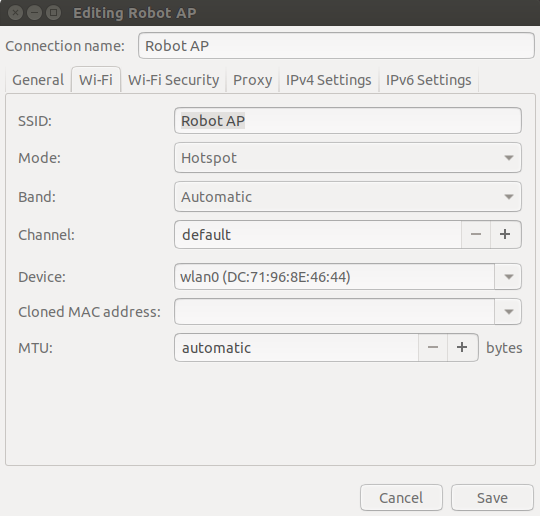 Editing Robot AP
Connection name: Robot AP
General Wi-Fi Wi-Fi Security Proxy IPv4 Settings IPv6 Settings
SSID: Robot AP
Mode: Hotspot
Band: Automatic
Channel: default − +
Device: wlan0 (DC:71:96:8E:46:44)
Cloned MAC address:
MTU: automatic − + bytes
Cancel Save